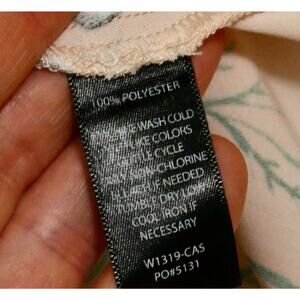 100% POLYESTER
WASH COLD
LIKE COLORS
CYCLE
NON-CHLORINE
BLEACH IF NEEDED
TUMBLE DRY LOW
COOL IRON IF
NECESSARY
W1319-CAS
PO#5131